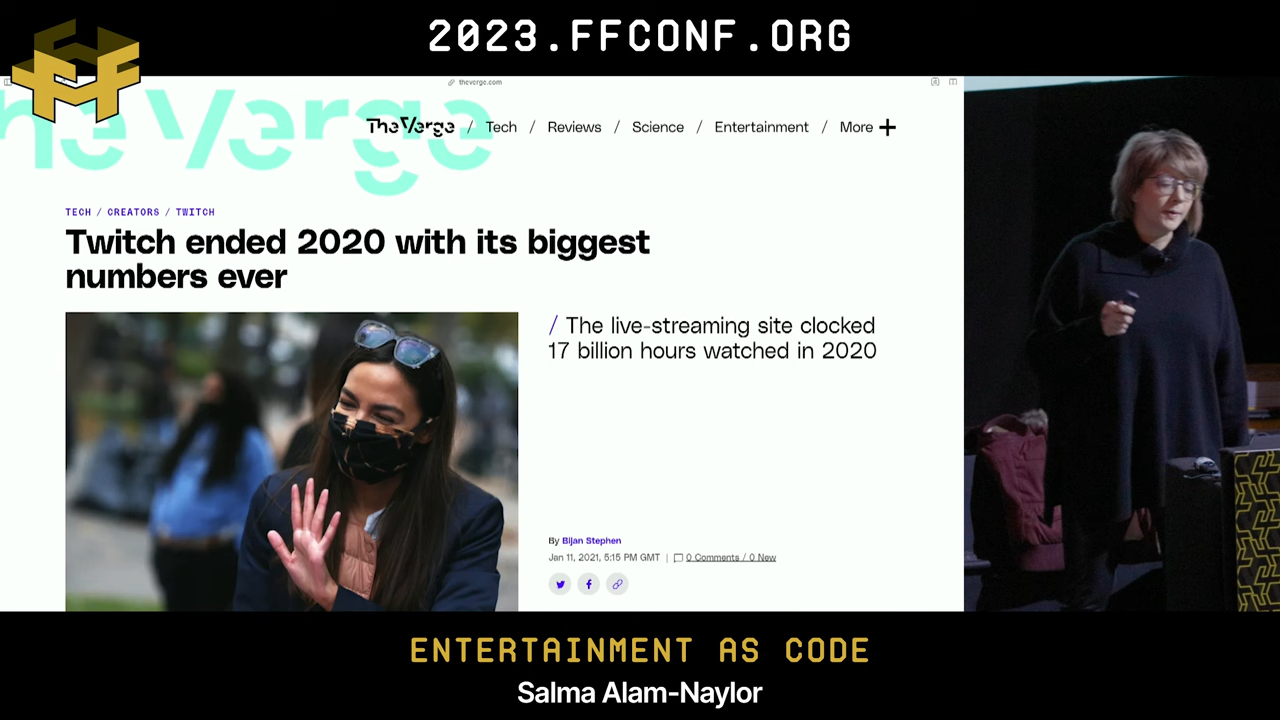 2023.FFCONF.ORG
theverge.com
The Verge
The Verge / Tech / Reviews / Science / Entertainment / More +
TECH / CREATORS / TWITCH
Twitch ended 2020 with its biggest
numbers ever
/ The live-streaming site clocked
17 billion hours watched in 2020
By Bijan Stephen
Jan 11, 2021, 5:15 PM GMT | 0 Comments / 0 New
ENTERTAINMENT AS CODE
Salma Alam-Naylor